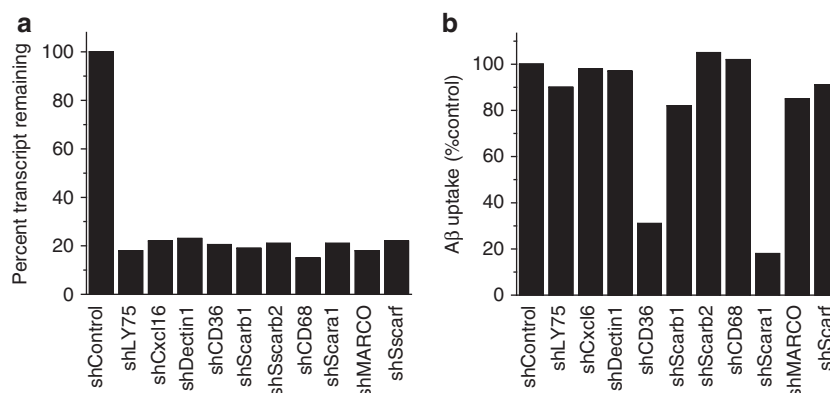 a
Percent transcript remaining
100
80
60
40
20
0
shControl
shLY75
shCxcl16
shDectin1
shCD36
shScarb1
shSscarb2
shCD68
shScara1
shMARCO
shSscarf
b
Aβ uptake (%control)
100
80
60
40
20
0
shControl
shLY75
shCxcl6
shDectin1
shCD36
shScarb1
shScarb2
shCD68
shScara1
shMARCO
shScarf